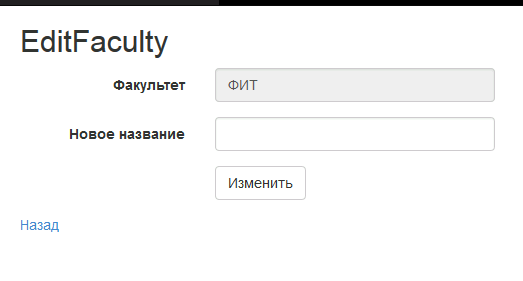 EditFaculty
Факультет ФИТ
Новое название
Изменить
Назад